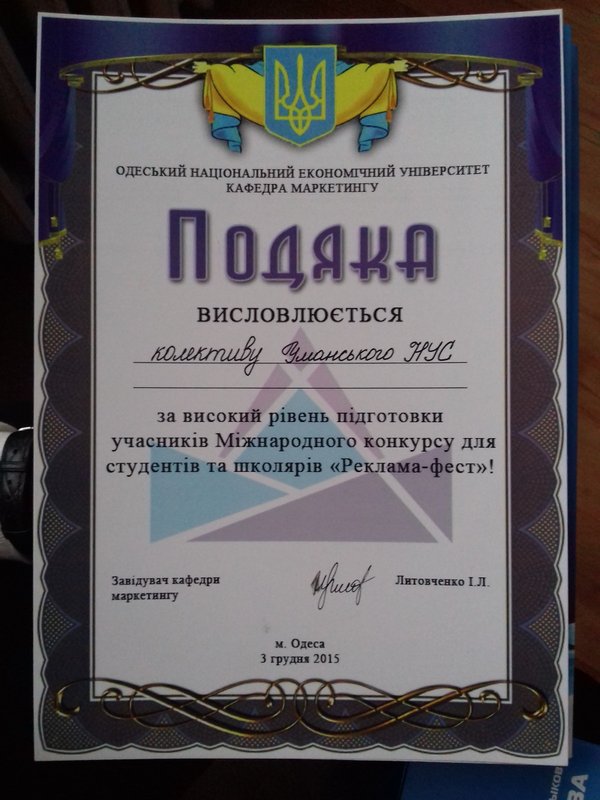 ОДЕСЬКИЙ НАЦІОНАЛЬНИЙ ЕКОНОМІЧНИЙ УНІВЕРСИТЕТ
КАФЕДРА МАРКЕТИНГУ
ПОДЯКА
ВИСЛОВЛЮЄТЬСЯ
колективу Уманського НУС
за високий рівень підготовки
учасників Міжнародного конкурсу для
студентів та школярів «Реклама-фест»!
Завідувач кафедри
маркетингу
Литовченко І.Л.
м. Одеса
3 грудня 2015